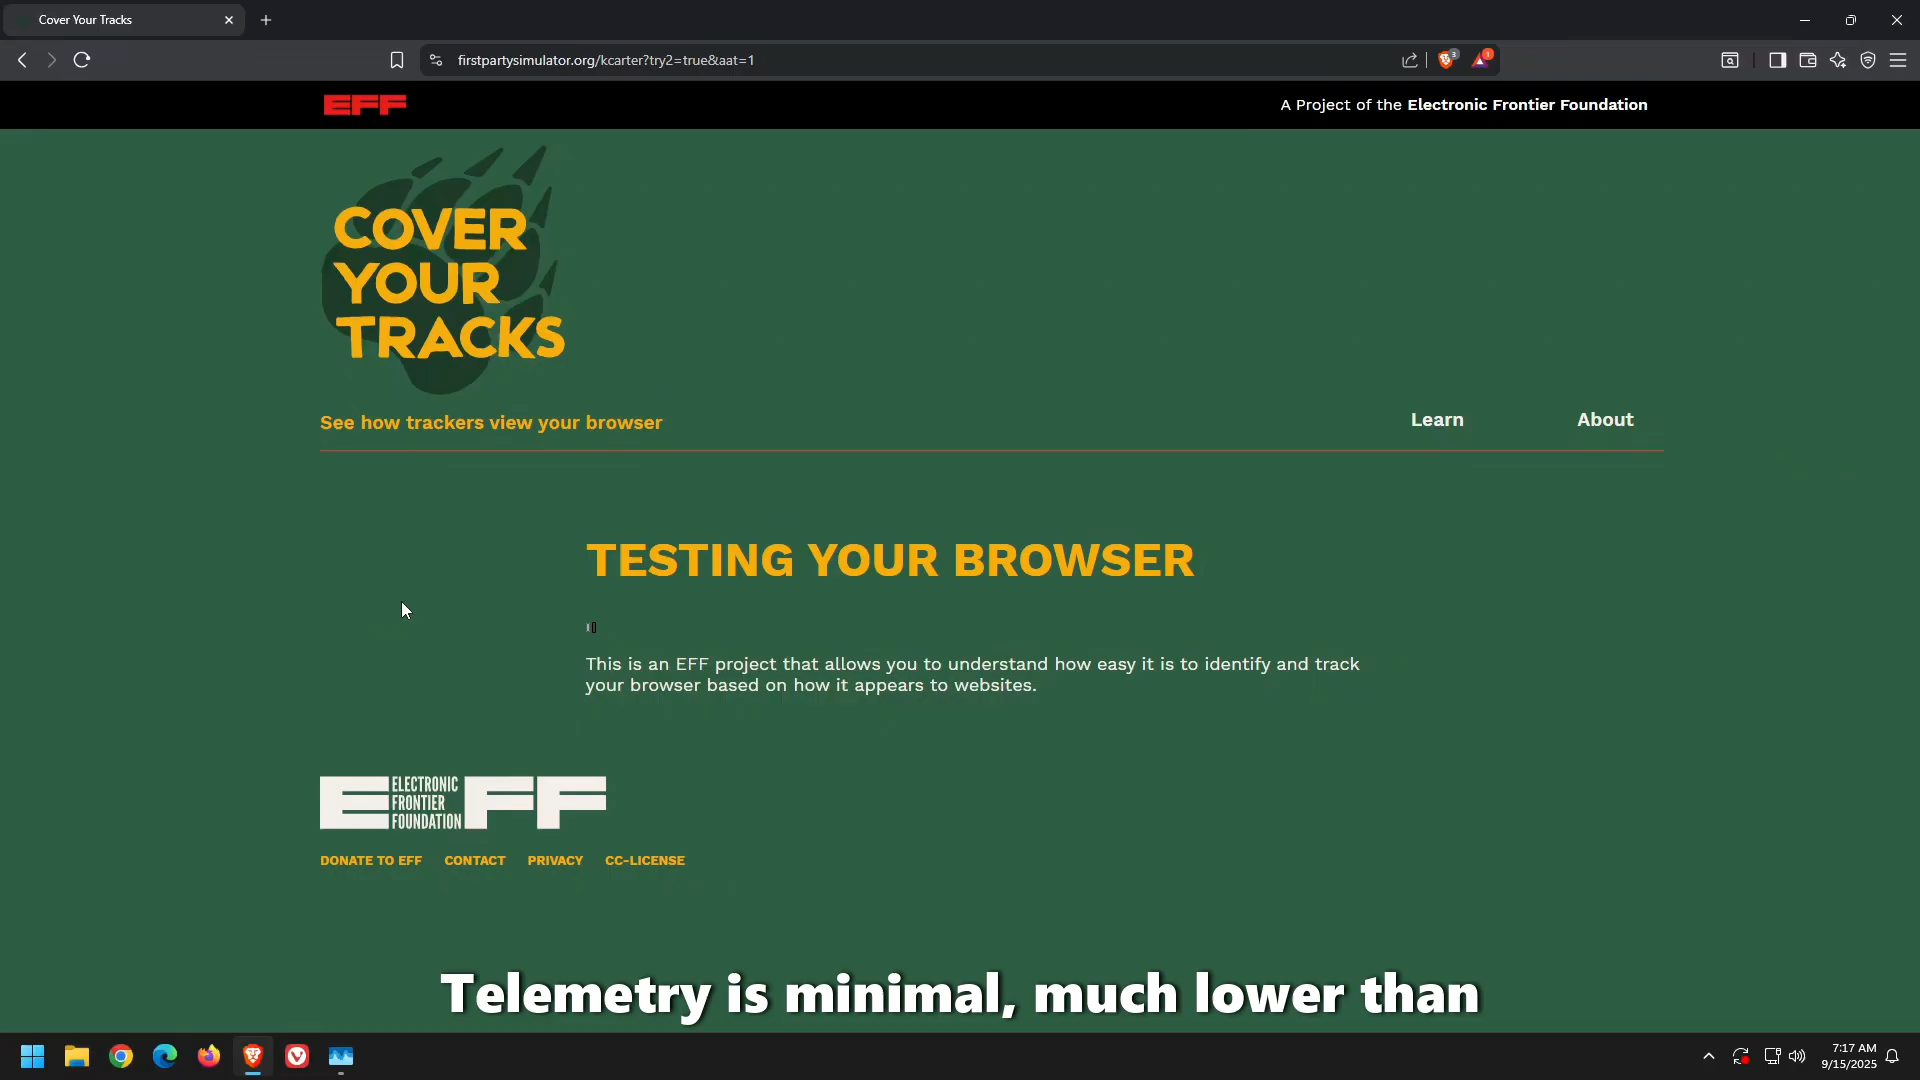 Cover Your Tracks
firstpartysimulator.org/kcarter?try2=true&aat=1
3
1
EFF
A Project of the Electronic Frontier Foundation
COVER
YOUR
TRACKS
See how trackers view your browser
Learn
About
TESTING YOUR BROWSER
This is an EFF project that allows you to understand how easy it is to identify and track
your browser based on how it appears to websites.
EFF
ELECTRONIC
FRONTIER
FOUNDATION
DONATE TO EFF
CONTACT
PRIVACY
CC-LICENSE
Telemetry is minimal, much lower than
7:17 AM
9/15/2025